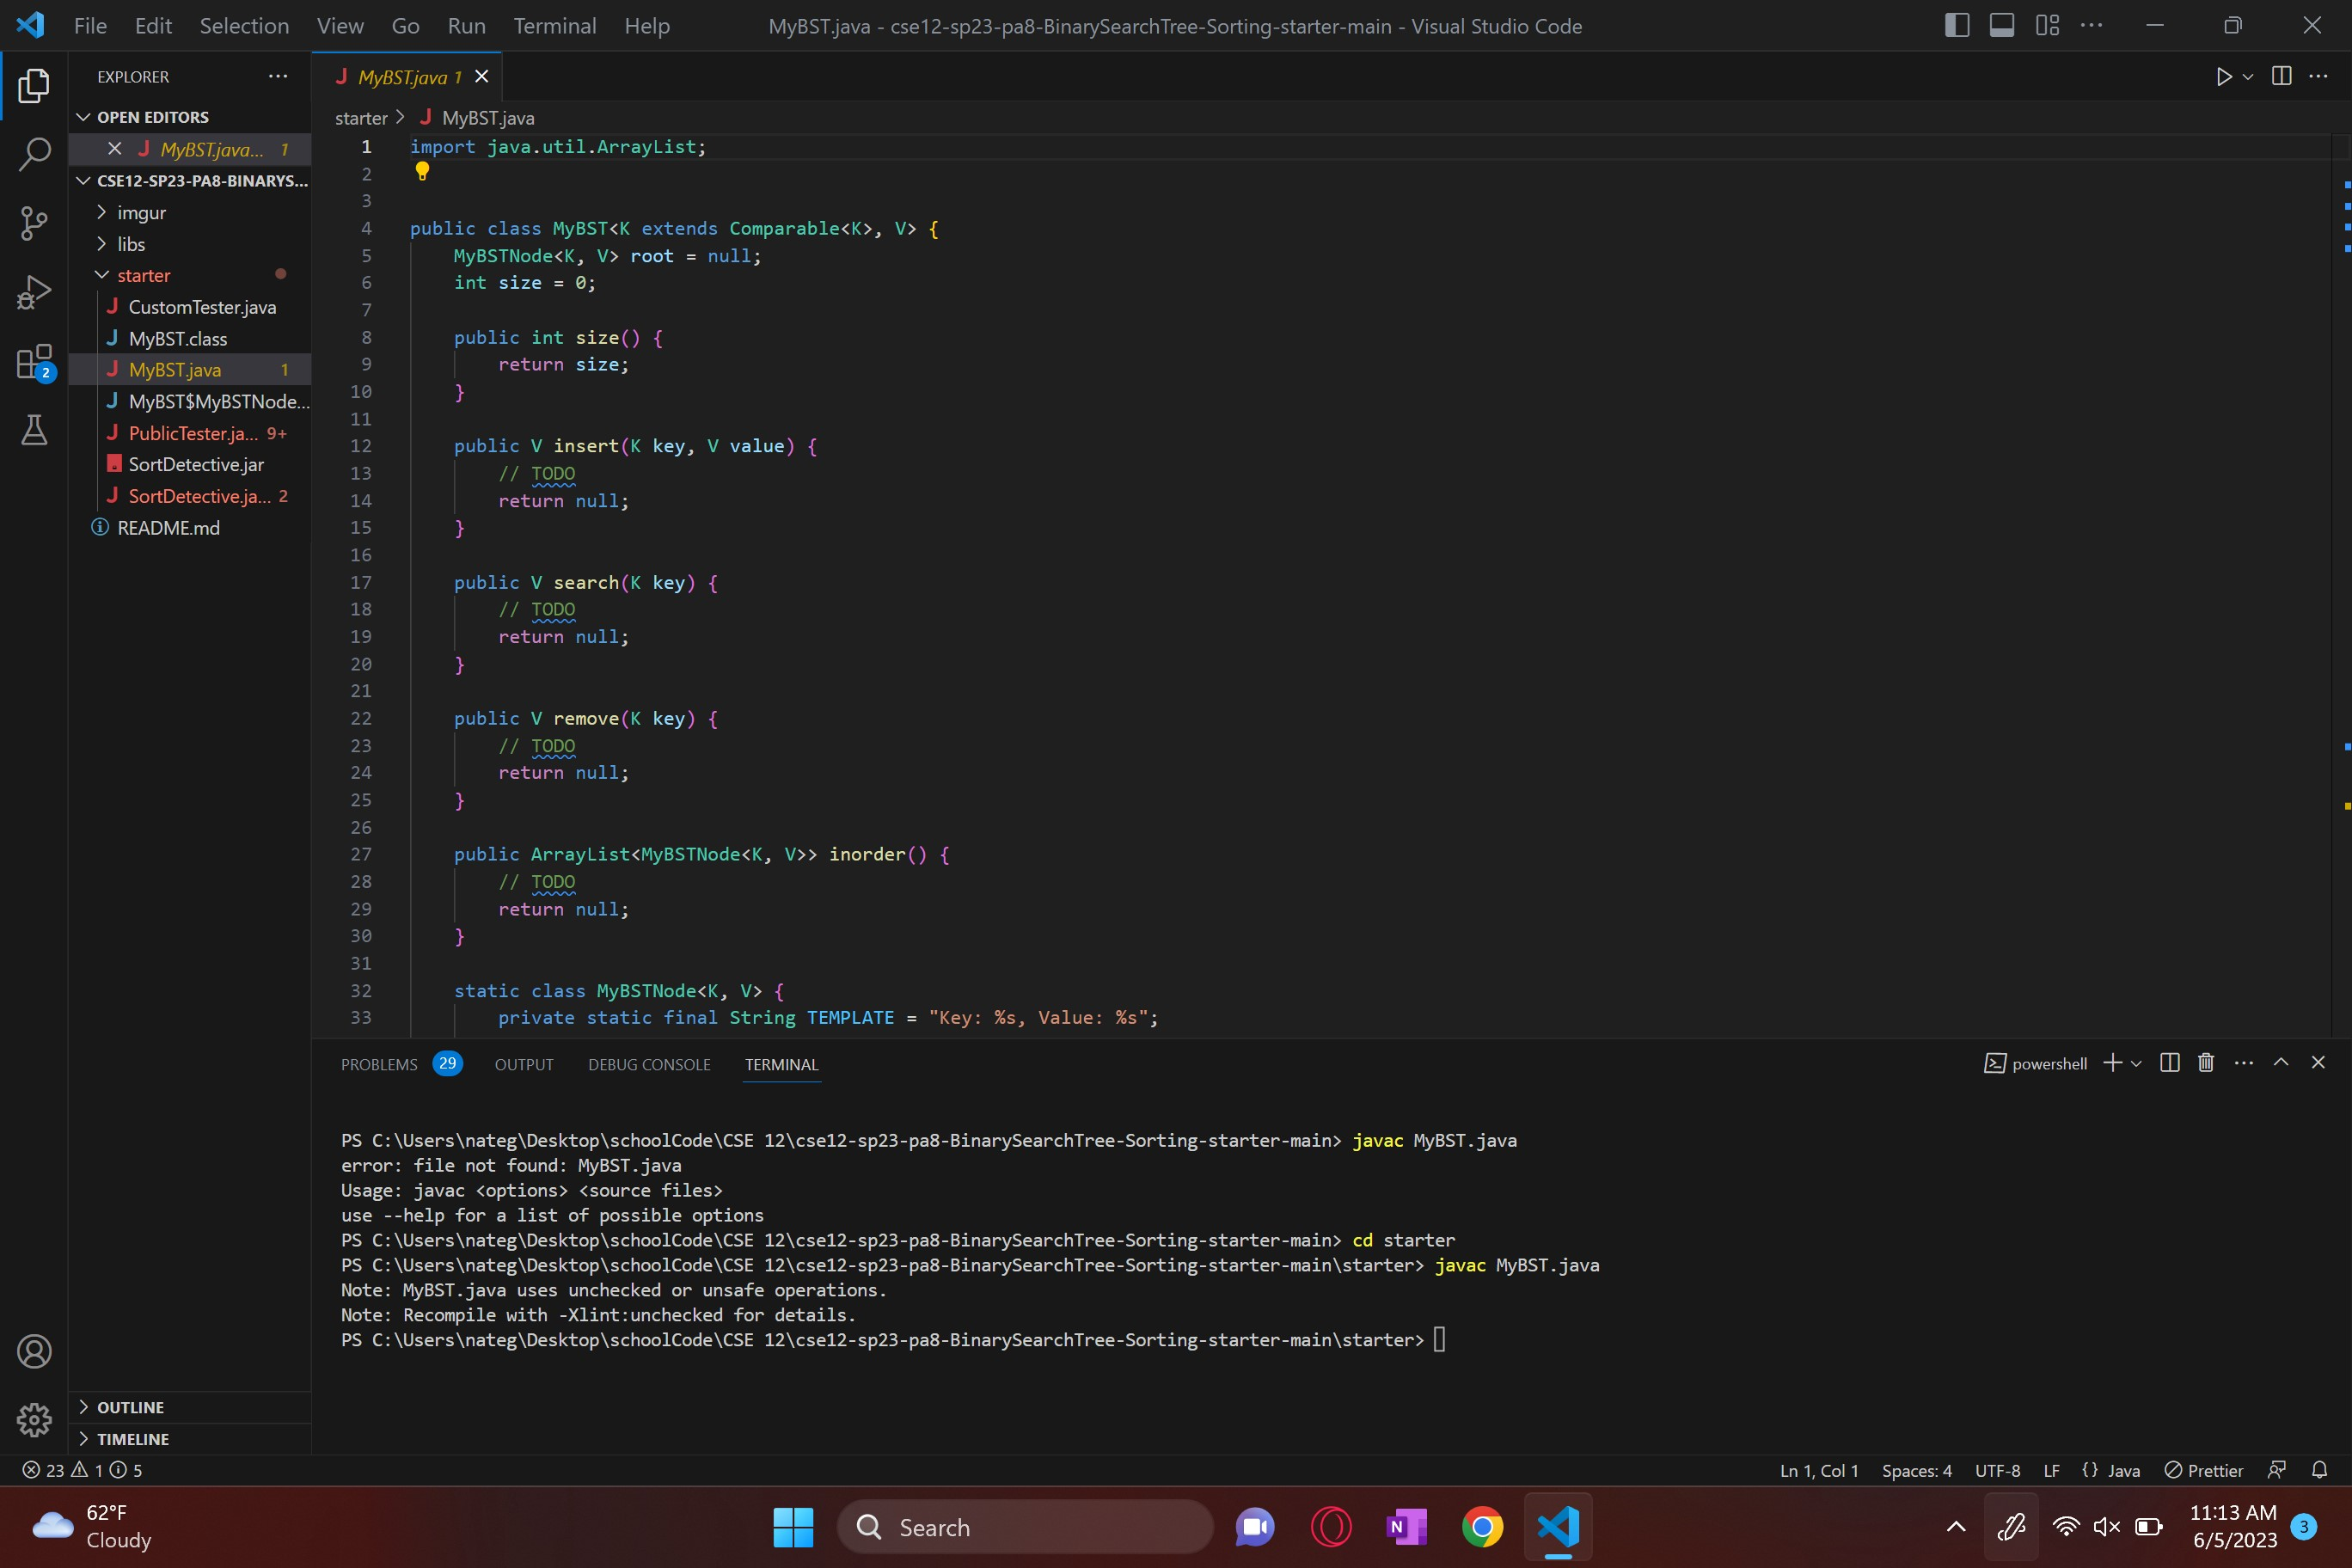 File Edit Selection View Go Run Terminal Help
MyBST.java - cse12-sp23-pa8-BinarySearchTree-Sorting-starter-main - Visual Studio Code
EXPLORER
OPEN EDITORS
MyBST.java... 1
CSE12-SP23-PA8-BINARYS...
imgur
libs
starter
CustomTester.java
MyBST.class
MyBST.java 1
MyBST$MyBSTNode...
PublicTester.ja... 9+
SortDetective.jar
SortDetective.ja... 2
README.md
OUTLINE
TIMELINE
2
MyBST.java 1
starter > MyBST.java
1 import java.util.ArrayList;
2
3
4 public class MyBST<K extends Comparable<K>, V> {
5 MyBSTNode<K, V> root = null;
6 int size = 0;
7
8 public int size() {
9 return size;
10 }
11
12 public V insert(K key, V value) {
13 // TODO
14 return null;
15 }
16
17 public V search(K key) {
18 // TODO
19 return null;
20 }
21
22 public V remove(K key) {
23 // TODO
24 return null;
25 }
26
27 public ArrayList<MyBSTNode<K, V>> inorder() {
28 // TODO
29 return null;
30 }
31
32 static class MyBSTNode<K, V> {
33 private static final String TEMPLATE = "Key: %s, Value: %s";
PROBLEMS 29 OUTPUT DEBUG CONSOLE TERMINAL
powershell
PS C:\Users\nateg\Desktop\schoolCode\CSE 12\cse12-sp23-pa8-BinarySearchTree-Sorting-starter-main> javac MyBST.java
error: file not found: MyBST.java
Usage: javac <options> <source files>
use --help for a list of possible options
PS C:\Users\nateg\Desktop\schoolCode\CSE 12\cse12-sp23-pa8-BinarySearchTree-Sorting-starter-main> cd starter
PS C:\Users\nateg\Desktop\schoolCode\CSE 12\cse12-sp23-pa8-BinarySearchTree-Sorting-starter-main\starter> javac MyBST.java
Note: MyBST.java uses unchecked or unsafe operations.
Note: Recompile with -Xlint:unchecked for details.
PS C:\Users\nateg\Desktop\schoolCode\CSE 12\cse12-sp23-pa8-BinarySearchTree-Sorting-starter-main\starter>
23 1 5
Ln 1, Col 1 Spaces: 4 UTF-8 LF {} Java Prettier
62°F
Cloudy
Search
N
11:13 AM
6/5/2023
3